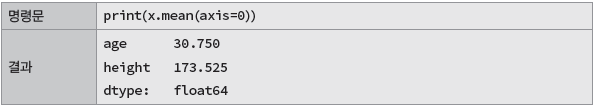 명령문 print(x.mean(axis=0))
결과
age 30.750
height 173.525
dtype: float64